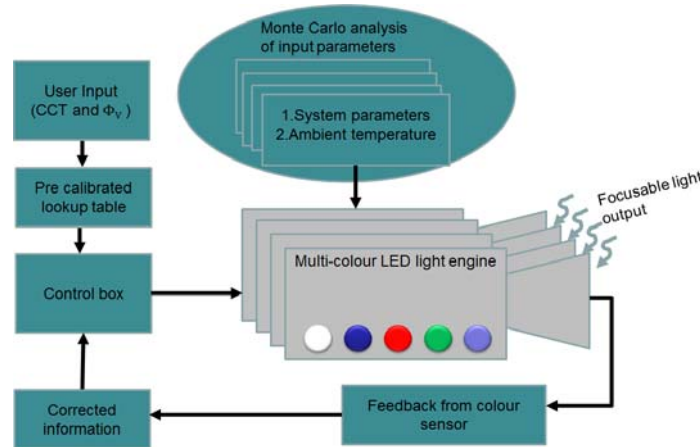 Monte Carlo analysis
of input parameters
1.System parameters
2.Ambient temperature
User Input
(CCT and ΦV )
Pre calibrated
lookup table
Control box
Multi-colour LED light engine
Focusable light
output
Corrected
information
Feedback from colour
sensor